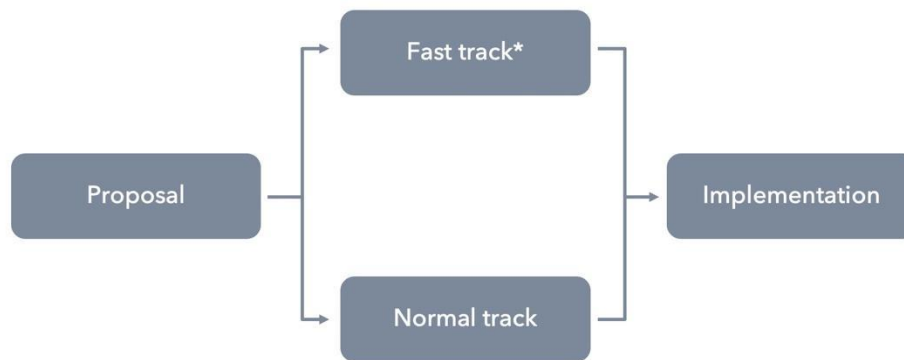 Fast track*
Proposal
Implementation
Normal track